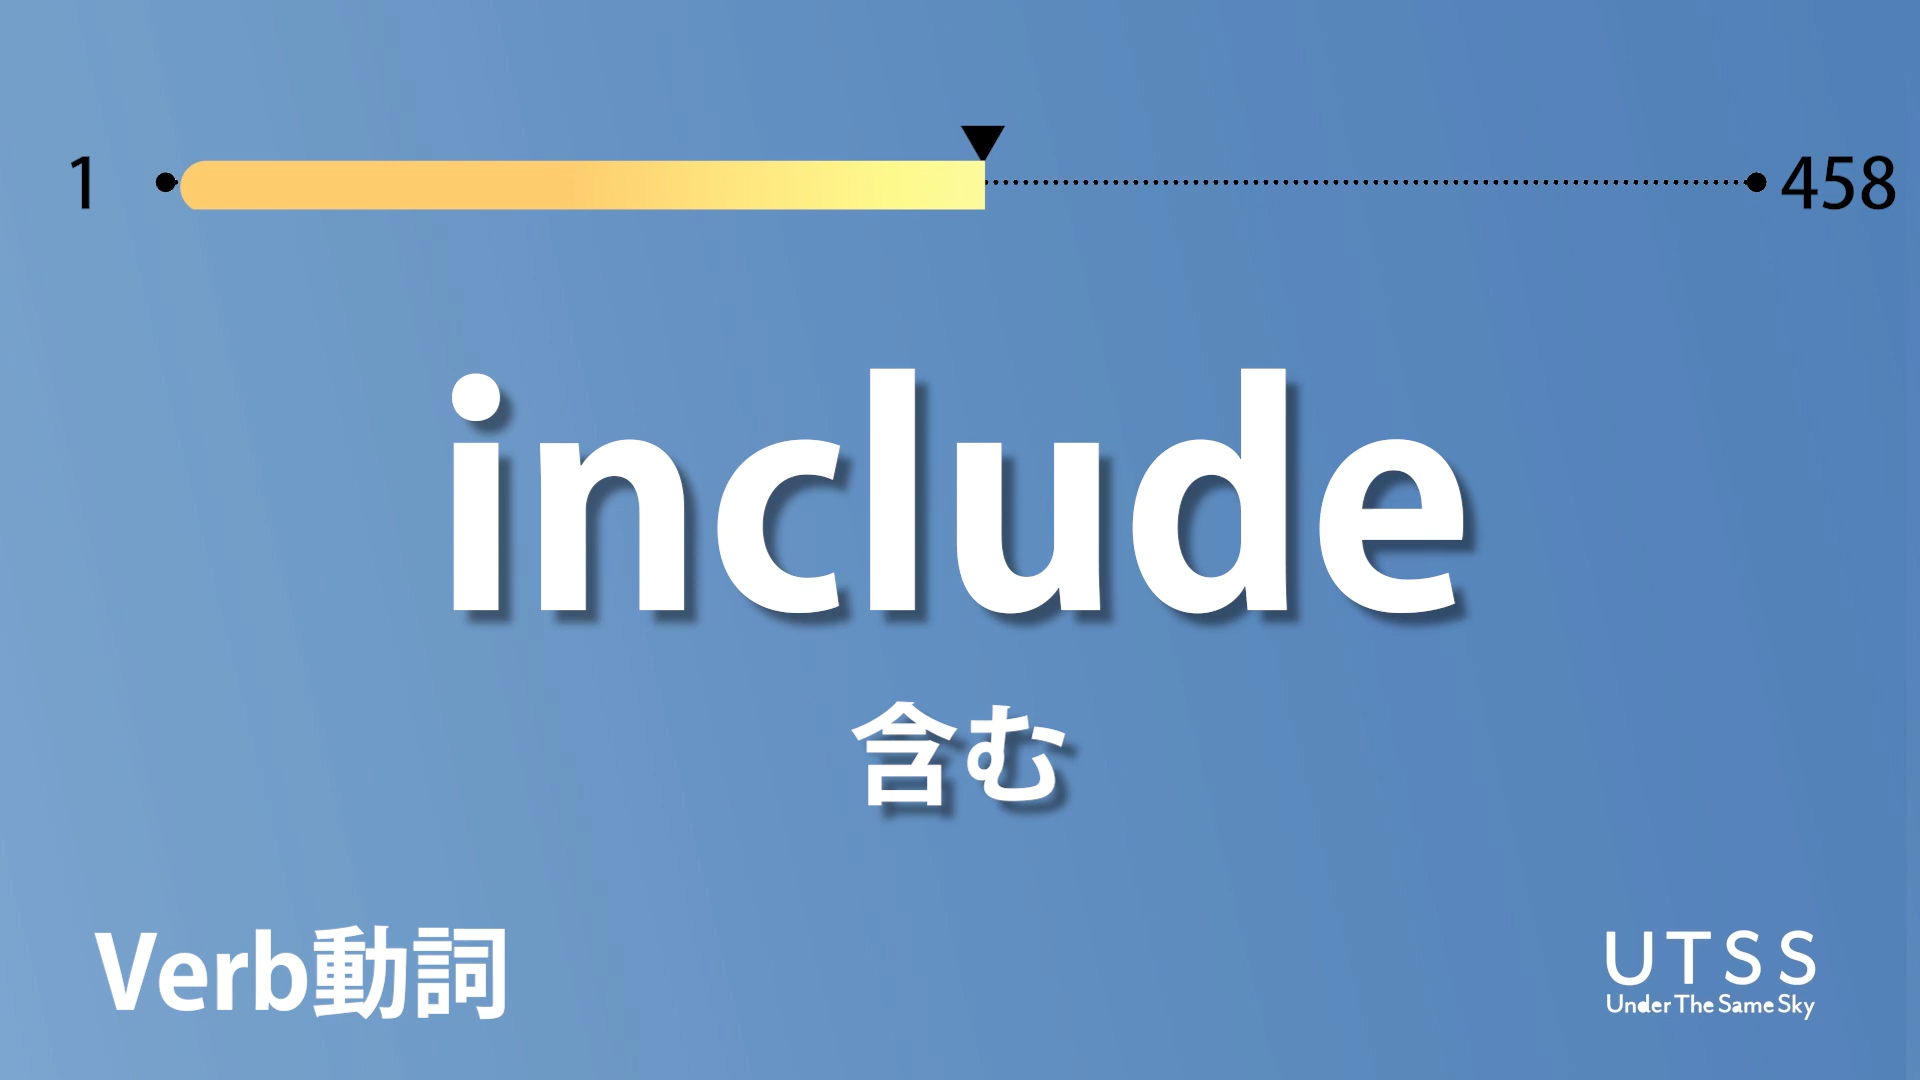 1 458
include
含む
Verb動詞
UTSS
Under The Same Sky